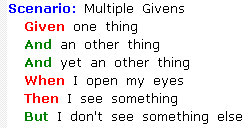 Scenario: Multiple Givens
Given one thing
And an other thing
And yet an other thing
When I open my eyes
Then I see something
But I don't see something else